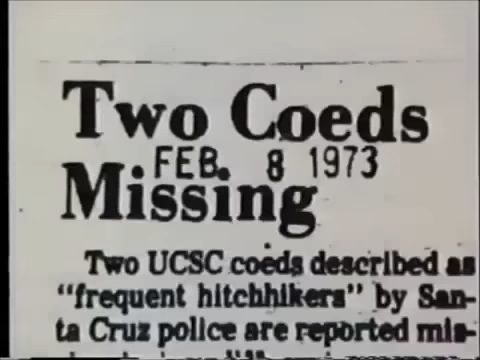 Two Coeds
FEB. 8 1973
Missing
Two UCSC coeds described as
"frequent hitchhikers" by San-
ta Cruz police are reported mis-